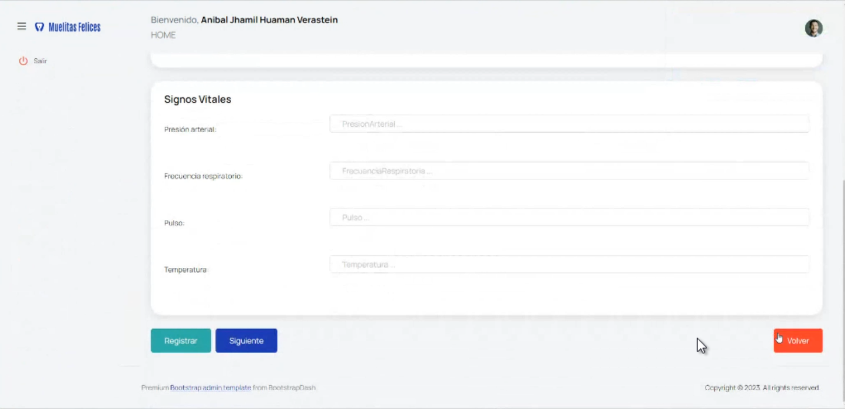 Muelitas Felices
Bienvenido, Anibal Jhamil Huaman Verastein
HOME
Salir
Signos Vitales
Presión arterial:
PresionArterial ...
Frecuencia respiratorio:
FrecuenciaRespiratoria ...
Pulso:
Pulso ...
Temperatura
Temperatura ...
Registrar
Siguiente
Volver
Premium Bootstrap admin template from BootstrapDash.
Copyright © 2023. All rights reserved.